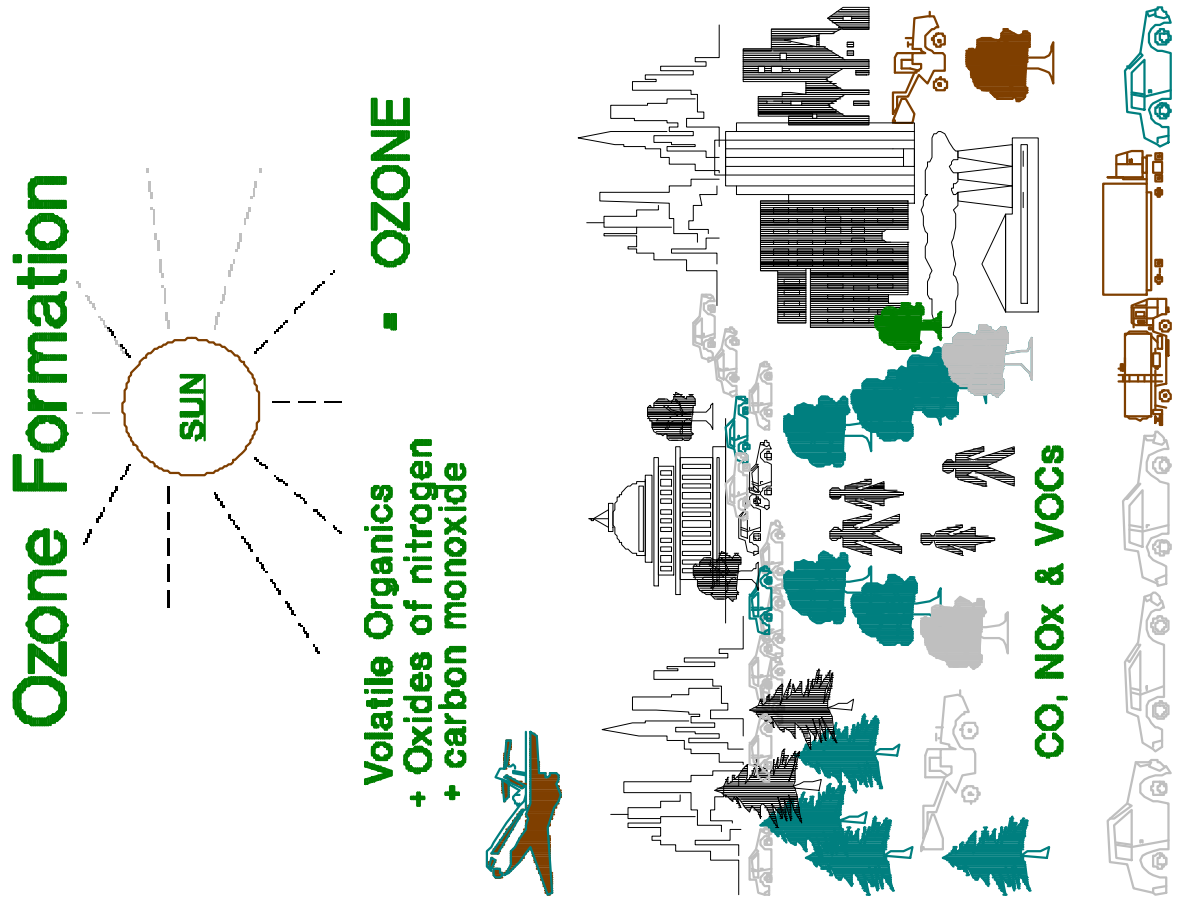 Ozone Formation
SUN
Volatile Organics
+ Oxides of nitrogen
+ carbon monoxide
= OZONE
CO, NOx & VOCs